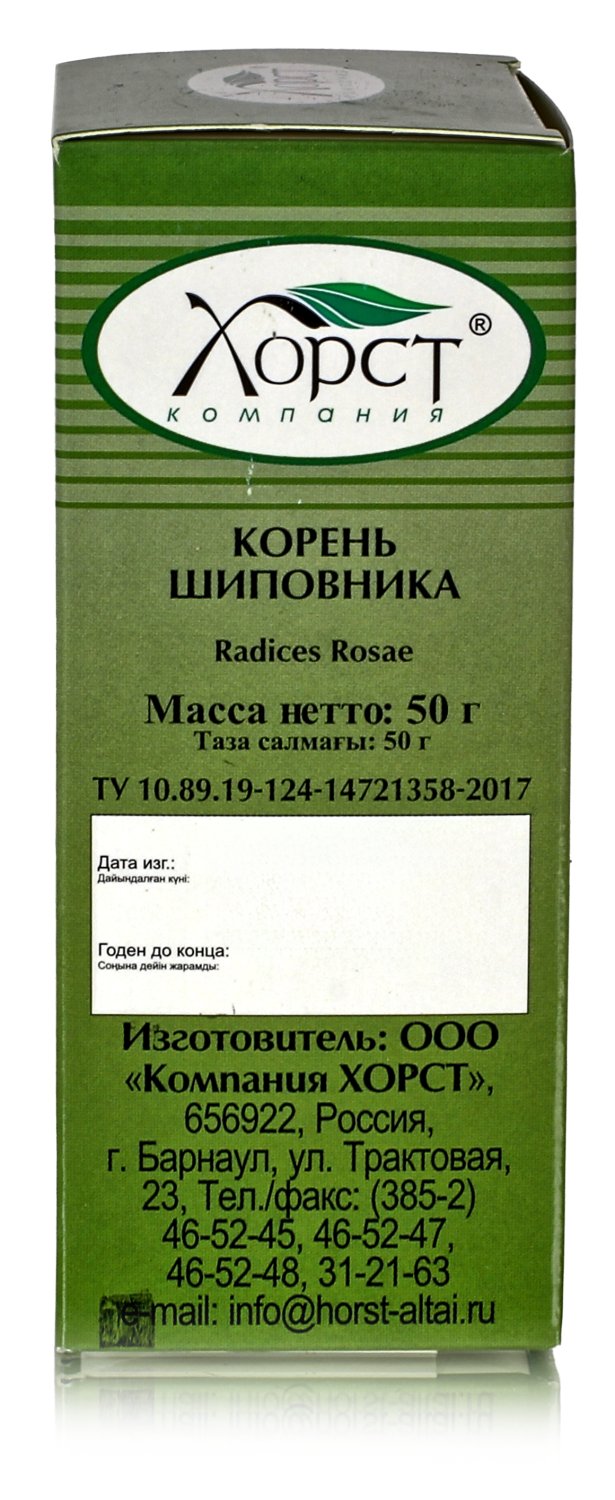 Хорст
Хорст®
компания
КОРЕНЬ
ШИПОВНИКА
Radices Rosae
Масса нетто: 50 г
Таза салмағы: 50 г
ТУ 10.89.19-124-14721358-2017
Дата изг.:
Дайындалған күні:
Годен до конца:
Соңына дейін жарамды:
Изготовитель: ООО
«Компания ХОРСТ»,
656922, Россия,
г. Барнаул, ул. Трактовая,
23, Тел./факс: (385-2)
46-52-45, 46-52-47,
46-52-48, 31-21-63
e-mail: info@horst-altai.ru